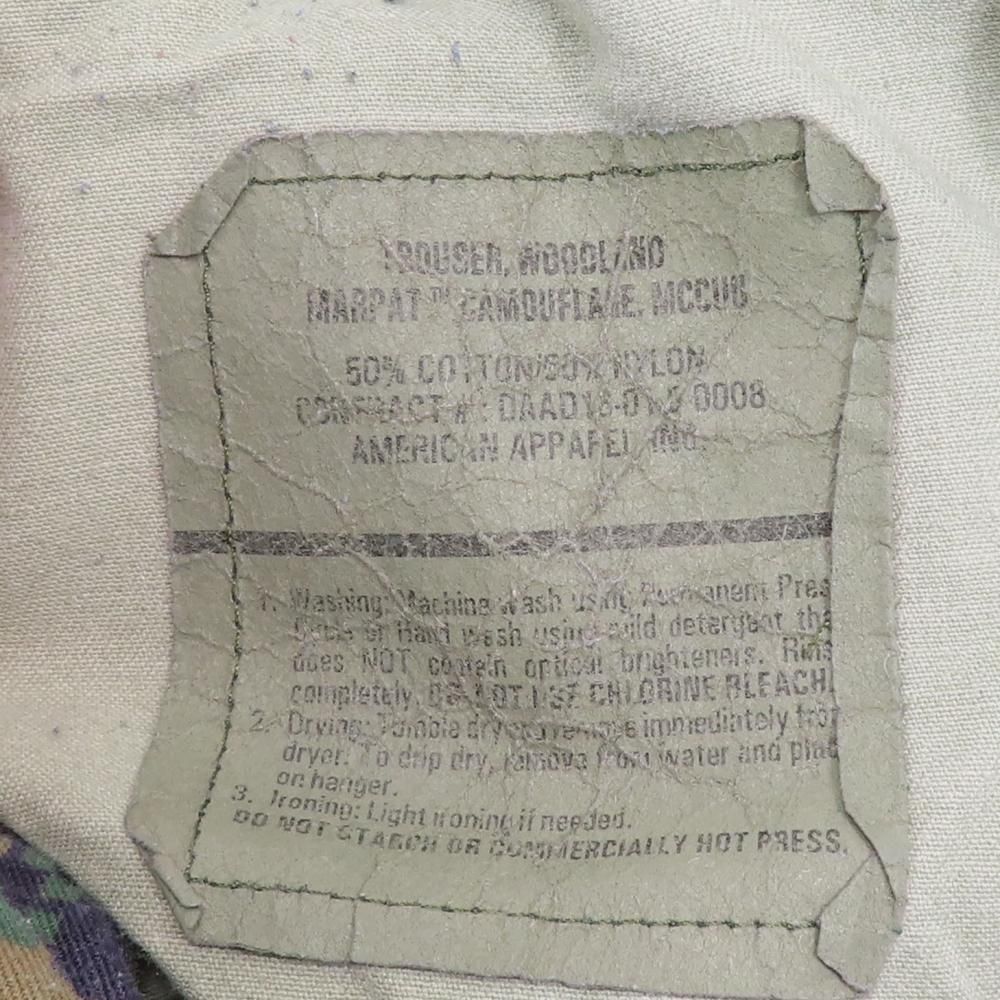 TROUSER, WOODLAND
MARPAT™ CAMOUFLAGE, MCCUU
50% COTTON/50% NYLON
CONTRACT #: 0008
AMERICAN APPAREL, INC.
1. Washing: Machine wash using Permanent Pres
Cycle or Hand wash using mild detergent tha
does NOT contain optical brighteners. Rins
completely. DO NOT USE CHLORINE BLEACH!
2. Drying: Tumble dry and remove immediately fro
dryer. To drip dry, remove from water and plac
on hanger.
3. Ironing: Light ironing if needed.
DO NOT STARCH OR COMMERCIALLY HOT PRESS.